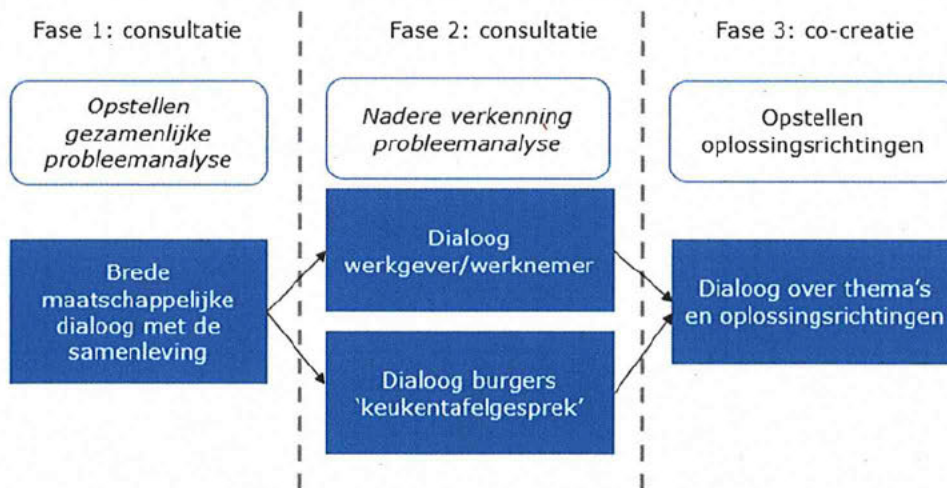 Fase 1: consultatie
Opstellen
gezamenlijke
probleemanalyse
Brede
maatschappelijke
dialoog met de
samenleving
Fase 2: consultatie
Nadere verkenning
probleemanalyse
Dialoog
werkgever/werknemer
Dialoog burgers
‘keukentafelgesprek’
Fase 3: co-creatie
Opstellen
oplossingsrichtingen
Dialoog over thema's
en oplossingsrichtingen